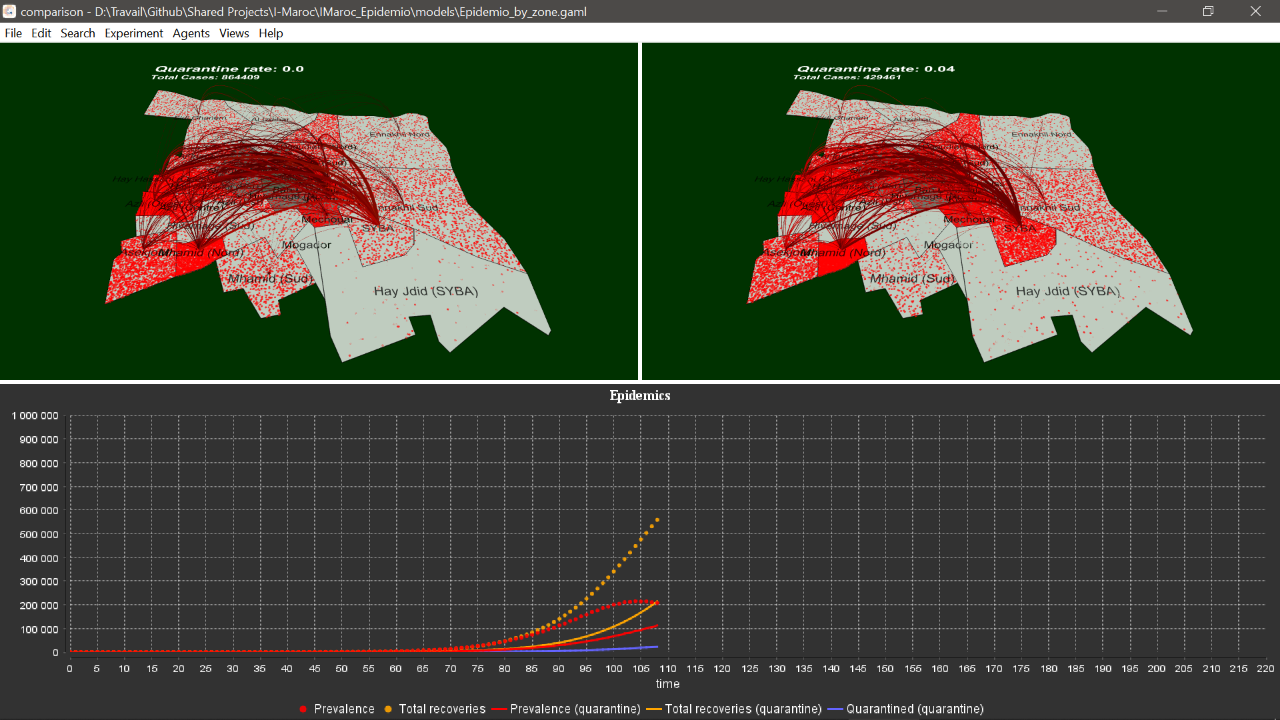 comparison - D:\Travail\Github\Shared Projects\I-Maroc\IMaroc_Epidemio\models\Epidemio_by_zone.gaml
File Edit Search Experiment Agents Views Help
Quarantine rate: 0.0
Total Cases: 864409
Ennakhil Nord
Ennakhil Sud
Mechouar
SYBA
Mogador
Mhamid (Nord)
Mhamid (Sud)
Hay Jdid (SYBA)
Quarantine rate: 0.04
Total Cases: 429461
Ennakhil Nord
Ennakhil Sud
Mechouar
SYBA
Mogador
Mhamid (Nord)
Mhamid (Sud)
Hay Jdid (SYBA)
Epidemics
1 000 000
900 000
800 000
700 000
600 000
500 000
400 000
300 000
200 000
100 000
0
0 5 10 15 20 25 30 35 40 45 50 55 60 65 70 75 80 85 90 95 100 105 110 115 120 125 130 135 140 145 150 155 160 165 170 175 180 185 190 195 200 205 210 215 220
time
Prevalence Total recoveries Prevalence (quarantine) Total recoveries (quarantine) Quarantined (quarantine)